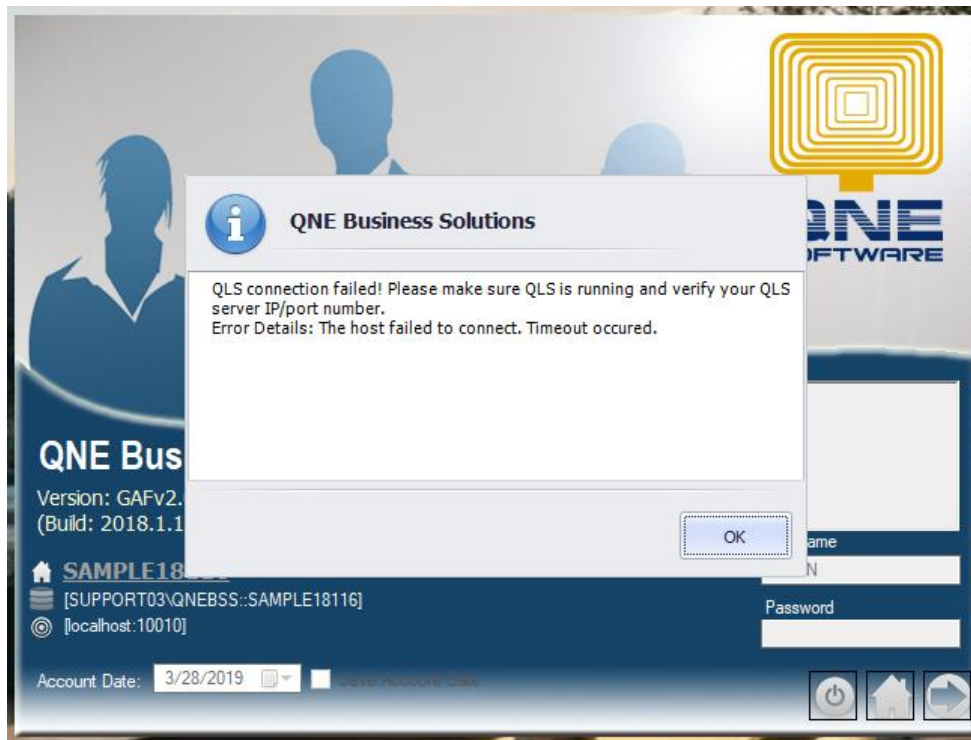 QNE Business Solutions
QNE
SOFTWARE
QLS connection failed! Please make sure QLS is running and verify your QLS
server IP/port number.
Error Details: The host failed to connect. Timeout occured.
OK
QNE Bus
Version: GAFv2.
(Build: 2018.1.1
SAMPLE18
[SUPPORT03\QNEBSS::SAMPLE18116]
[localhost:10010]
ame
N
Password
Account Date: 3/28/2019